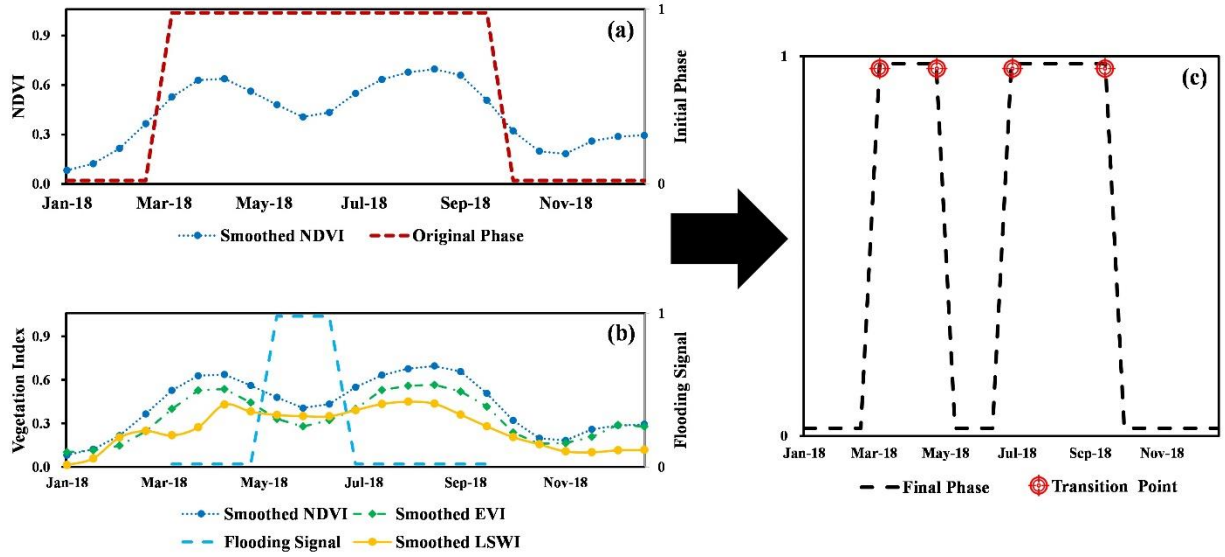 (a)
NDVI
0.9
0.6
0.3
0.0
1
0
Initial Phase
Jan-18 Mar-18 May-18 Jul-18 Sep-18 Nov-18
Smoothed NDVI Original Phase
(b)
Vegetation Index
0.9
0.6
0.3
0.0
1
0
Flooding Signal
Jan-18 Mar-18 May-18 Jul-18 Sep-18 Nov-18
Smoothed NDVI Smoothed EVI
Flooding Signal Smoothed LSWI
(c)
1
0
Jan-18 Mar-18 May-18 Jul-18 Sep-18 Nov-18
Final Phase Transition Point